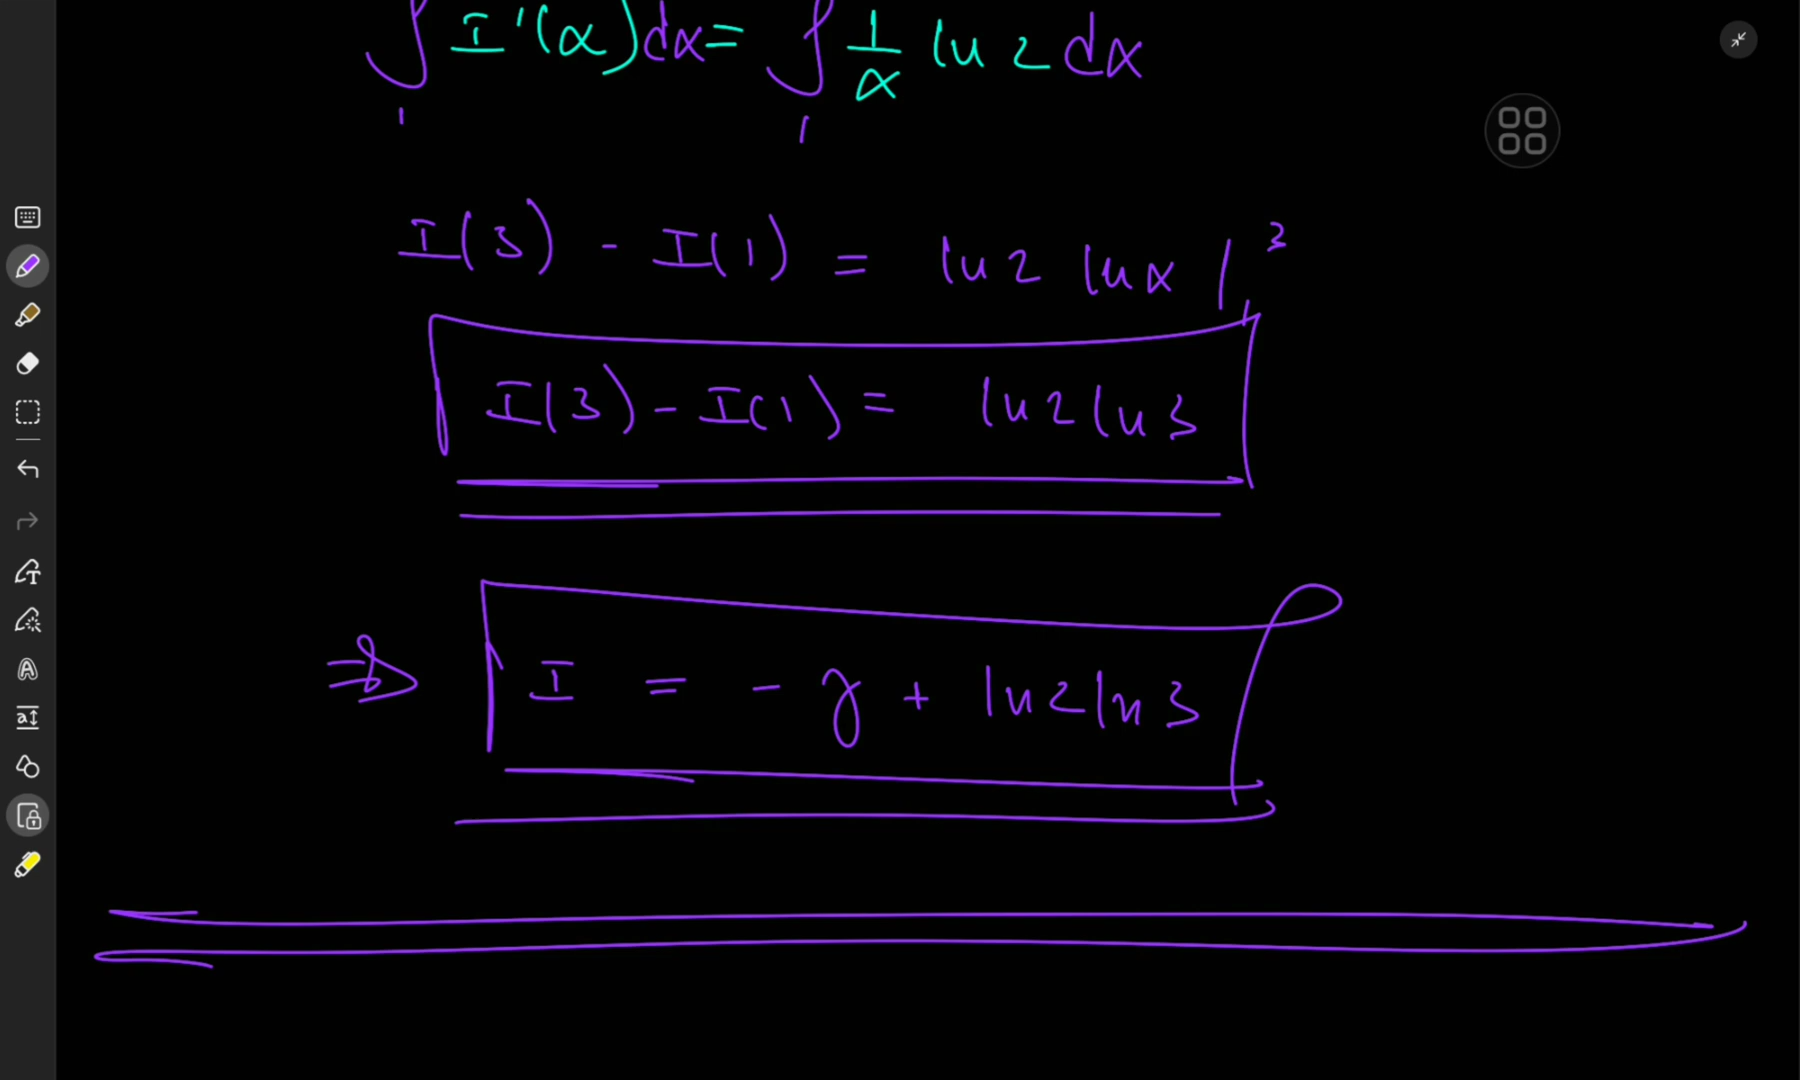 ∫ I'(α) dα = ∫ 1/α ln 2 dα
1 1
I(3) - I(1) = ln 2 ln α |³
I(3) - I(1) = ln 2 ln 3
⇒ I = - γ + ln 2 ln 3